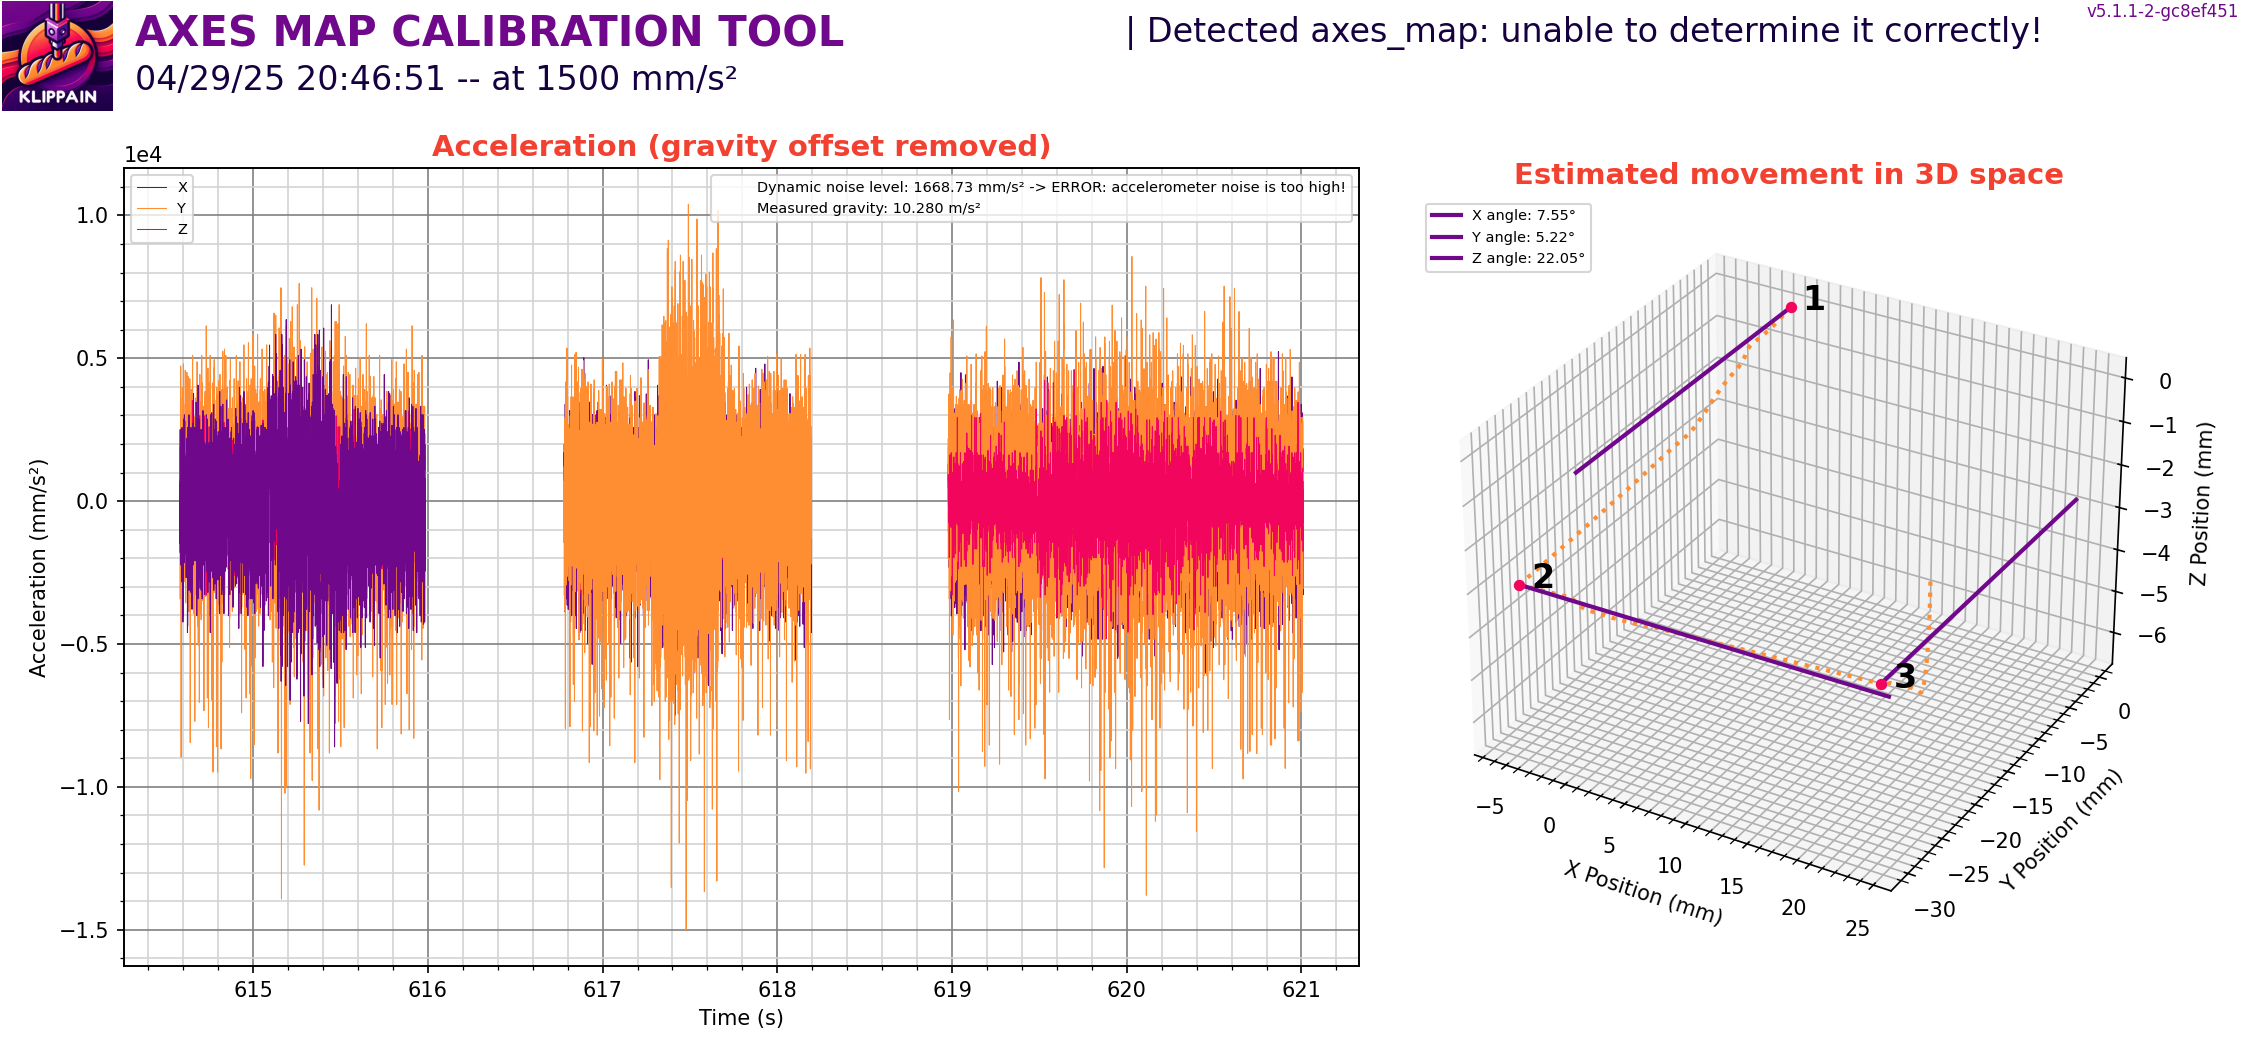 AXES MAP CALIBRATION TOOL
| Detected axes_map: unable to determine it correctly!
v5.1.1-2-gc8ef451
04/29/25 20:46:51 -- at 1500 mm/s²
KLIPPAIN
Acceleration (gravity offset removed)
1e4
X
Y
Z
Dynamic noise level: 1668.73 mm/s² -> ERROR: accelerometer noise is too high!
Measured gravity: 10.280 m/s²
1.0
0.5
0.0
−0.5
−1.0
−1.5
Acceleration (mm/s²)
615
616
617
618
619
620
621
Time (s)
Estimated movement in 3D space
X angle: 7.55°
Y angle: 5.22°
Z angle: 22.05°
1
2
3
0
−1
−2
−3
−4
−5
−6
Z Position (mm)
0
−5
−10
−15
−20
−25
−30
Y Position (mm)
−5
0
5
10
15
20
25
X Position (mm)